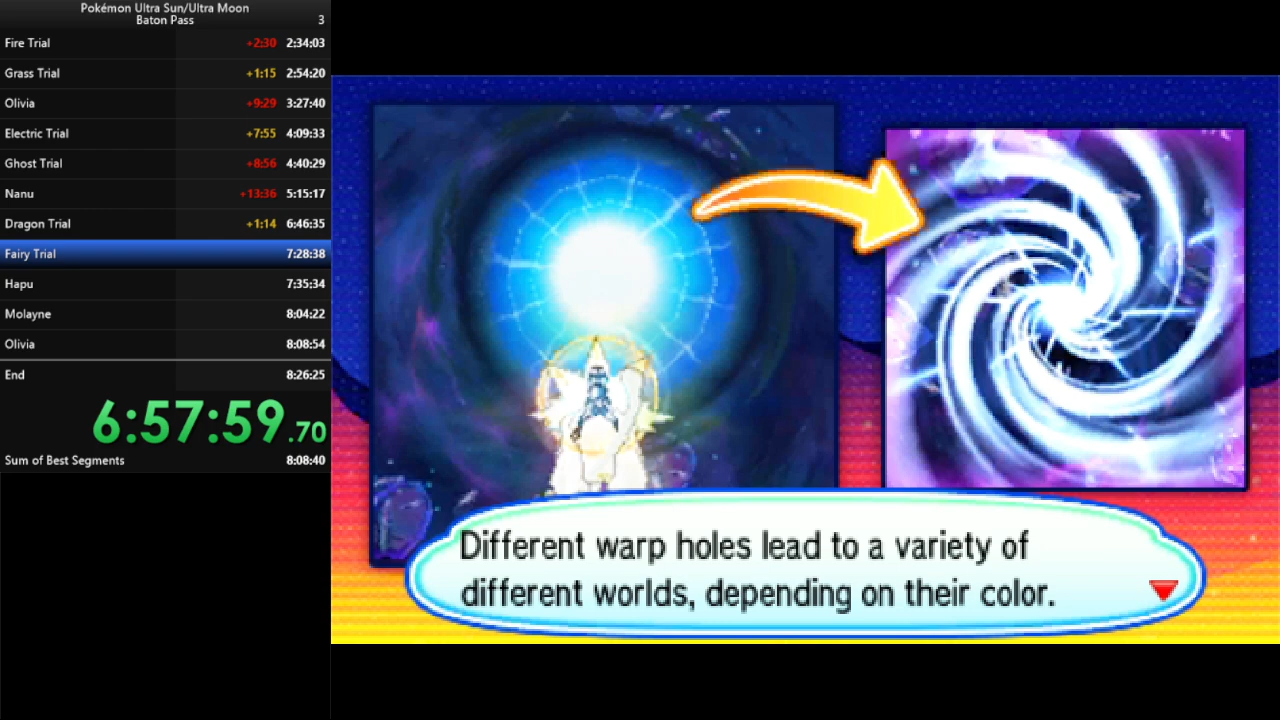 Pokémon Ultra Sun/Ultra Moon
Baton Pass 3
Fire Trial +2:30 2:34:03
Grass Trial +1:15 2:54:20
Olivia +9:29 3:27:40
Electric Trial +7:55 4:09:33
Ghost Trial +8:56 4:40:29
Nanu +13:36 5:15:17
Dragon Trial +1:14 6:46:35
Fairy Trial 7:28:38
Hapu 7:35:34
Molayne 8:04:22
Olivia 8:08:54
End 8:26:25
6:57:59.70
Sum of Best Segments 8:08:40
Different warp holes lead to a variety of
different worlds, depending on their color.